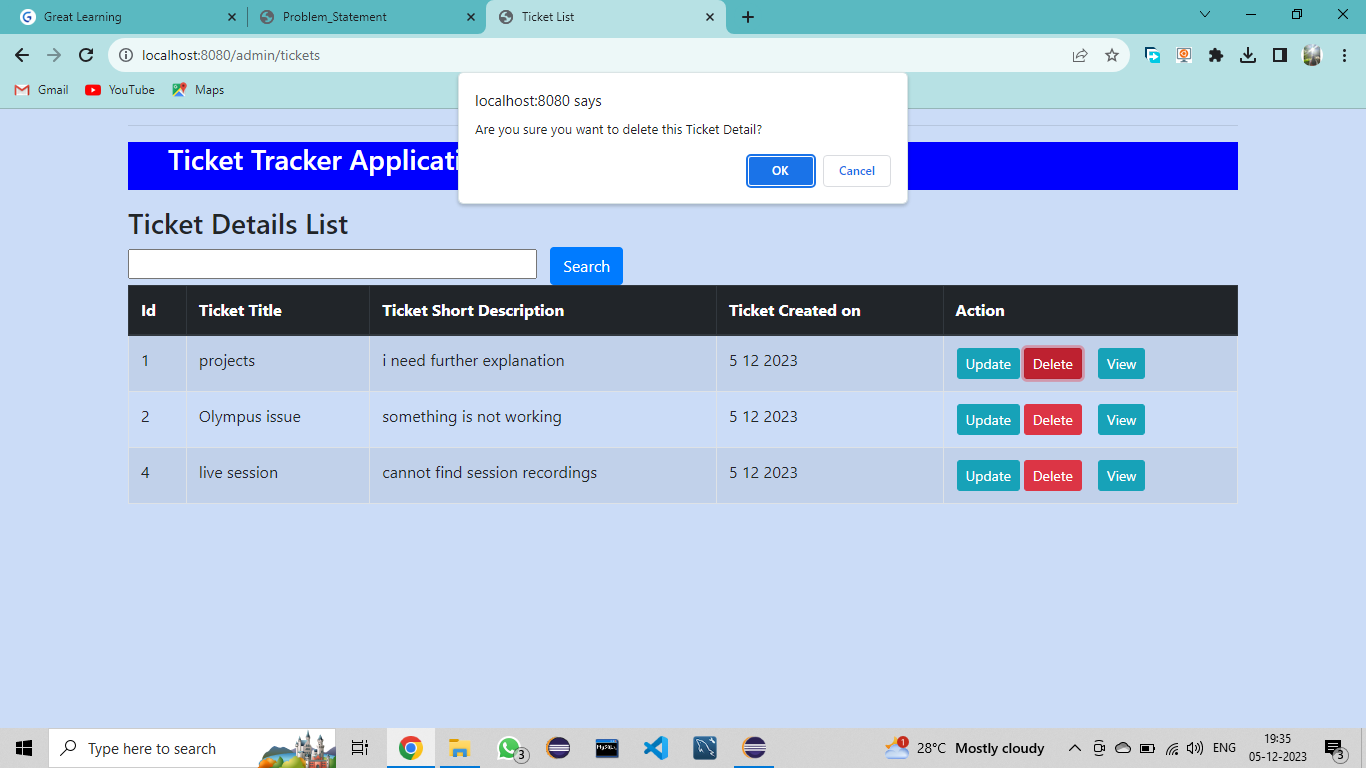 Great Learning
Problem_Statement
Ticket List
localhost:8080/admin/tickets
Gmail YouTube Maps
localhost:8080 says
Are you sure you want to delete this Ticket Detail?
OK Cancel
Ticket Tracker Applicati
Ticket Details List
Search
Id Ticket Title Ticket Short Description Ticket Created on Action
1 projects i need further explanation 5 12 2023 Update Delete View
2 Olympus issue something is not working 5 12 2023 Update Delete View
4 live session cannot find session recordings 5 12 2023 Update Delete View
Type here to search
3
MySQL
1
28°C Mostly cloudy
ENG
19:35
05-12-2023
3